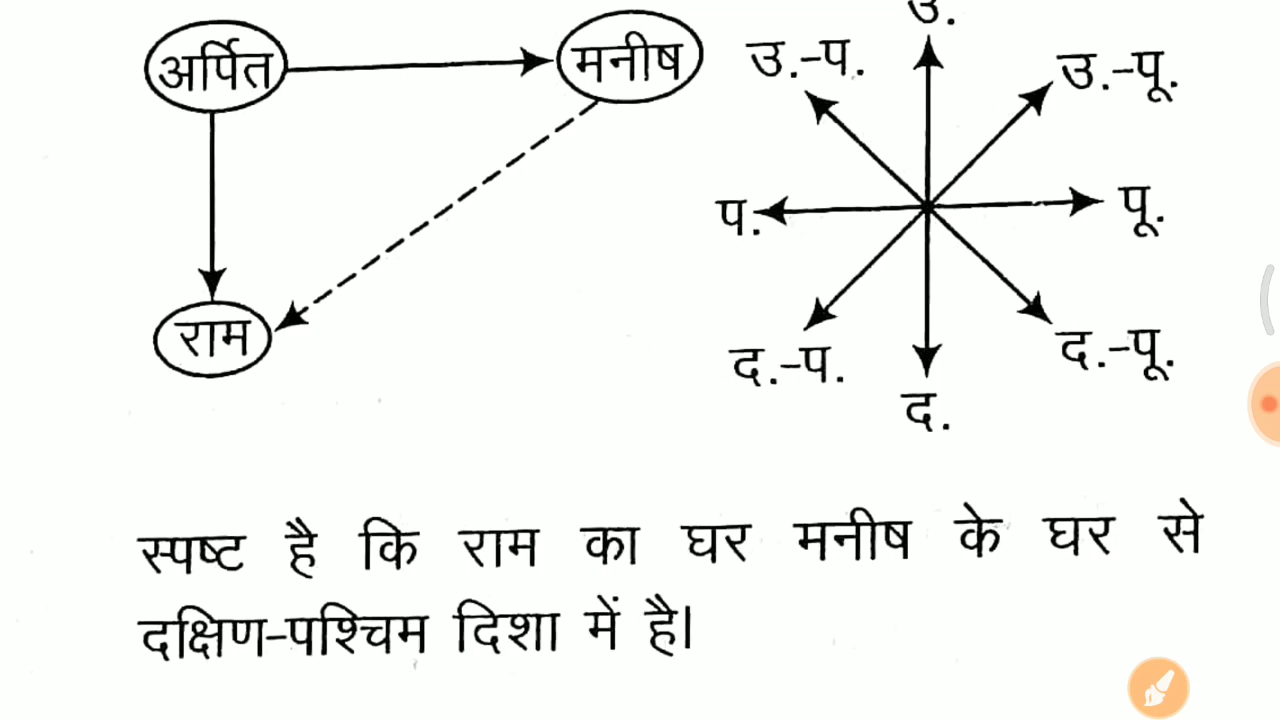 उ.
अर्पित मनीष उ.-प. उ.-पू.
प. पू.
राम द.-प. द.-पू.
द.
स्पष्ट है कि राम का घर मनीष के घर से
दक्षिण-पश्चिम दिशा में है।